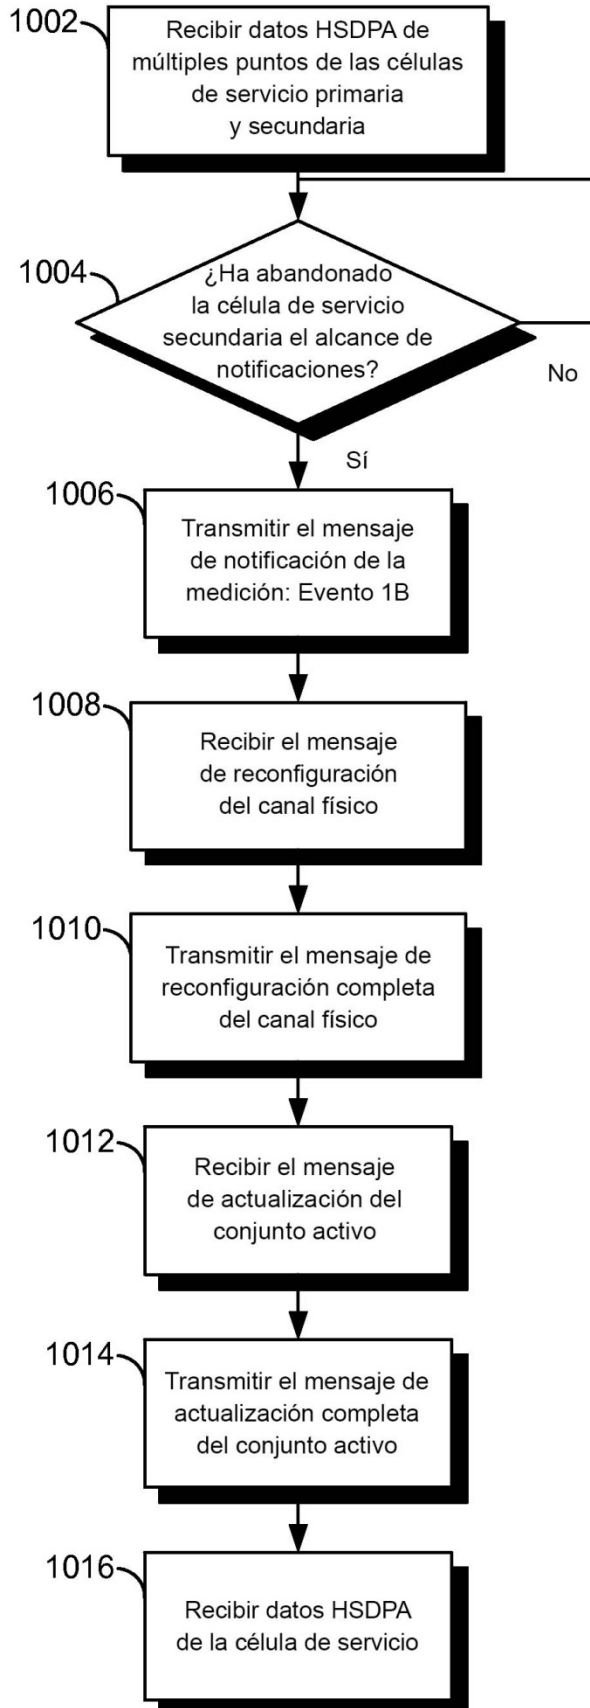 1002
Recibir datos HSDPA de
múltiples puntos de las células
de servicio primaria
y secundaria
1004
¿Ha abandonado
la célula de servicio
secundaria el alcance de
notificaciones?
No
Sí
1006
Transmitir el mensaje
de notificación de la
medición: Evento 1B
1008
Recibir el mensaje
de reconfiguración
del canal físico
1010
Transmitir el mensaje de
reconfiguración completa
del canal físico
1012
Recibir el mensaje
de actualización del
conjunto activo
1014
Transmitir el mensaje de
actualización completa
del conjunto activo
1016
Recibir datos HSDPA
de la célula de servicio